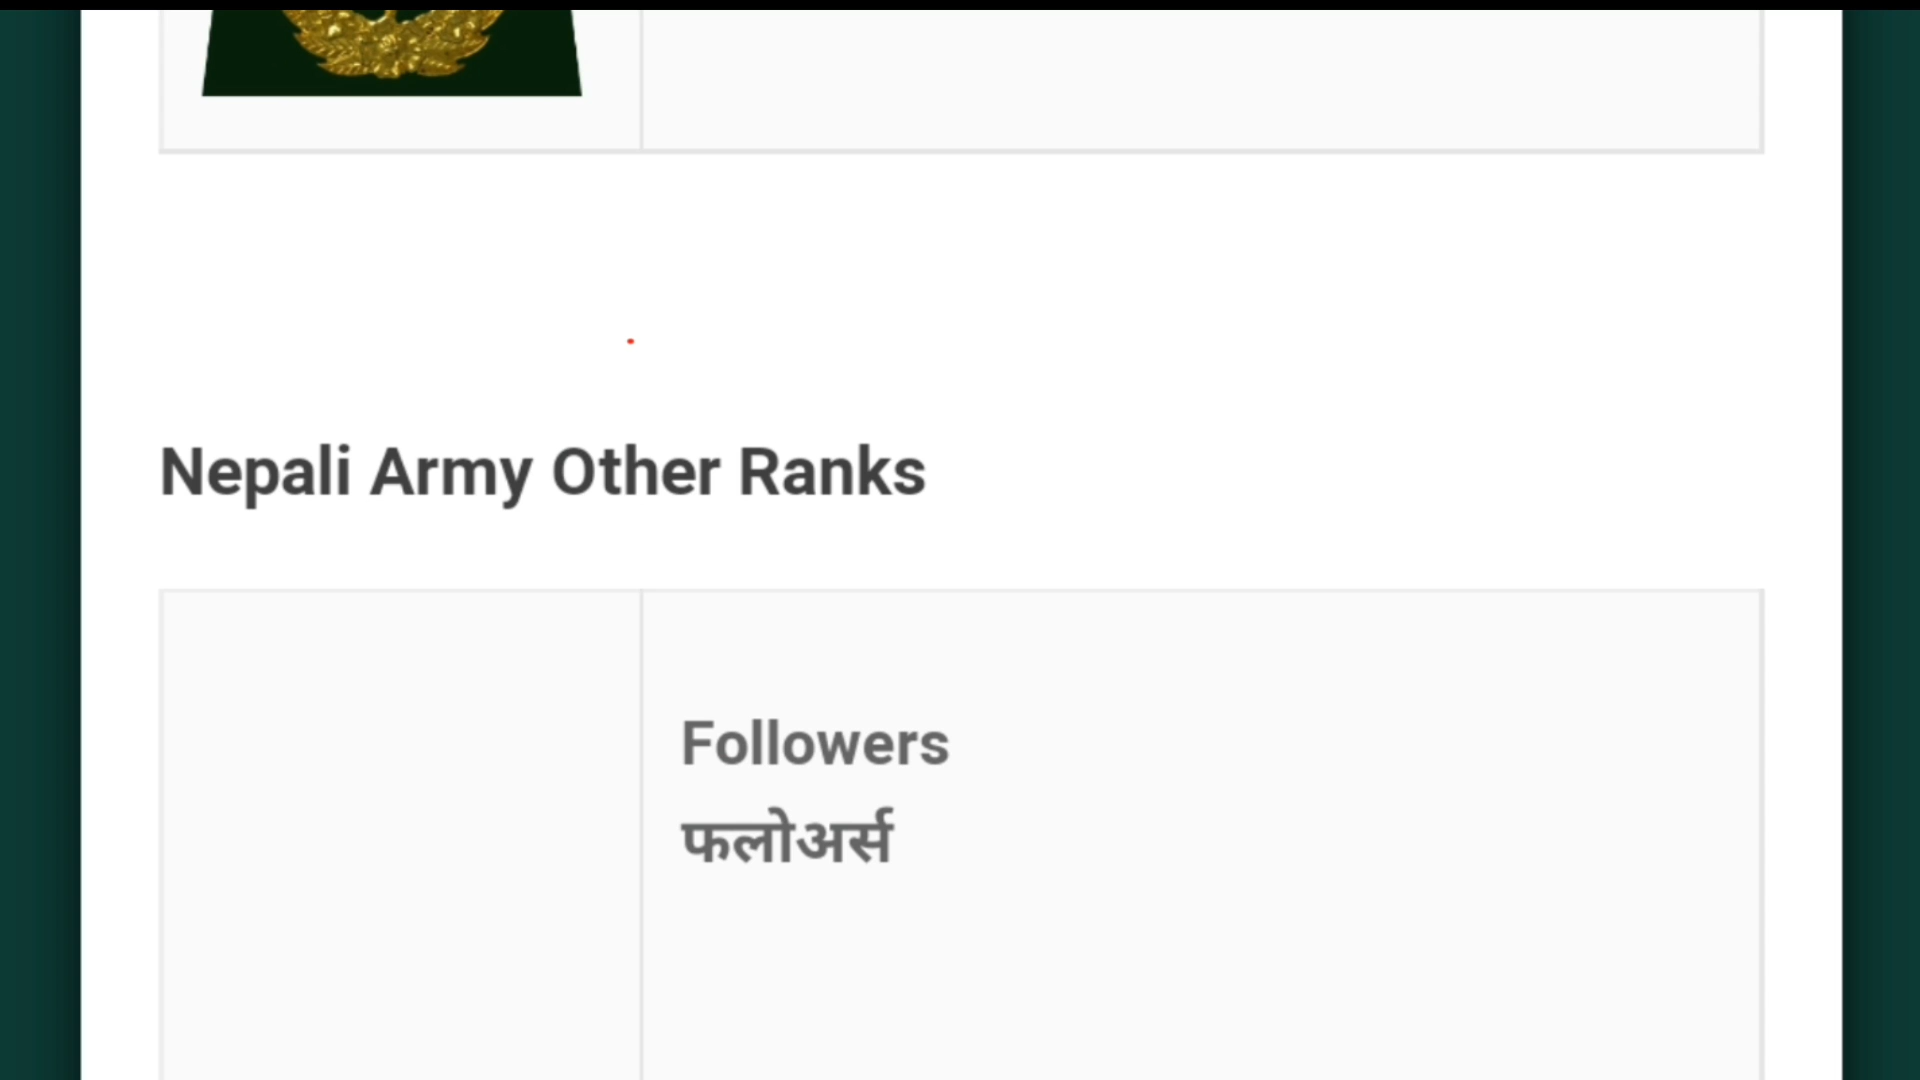 Nepali Army Other Ranks
Followers
फलोअर्स